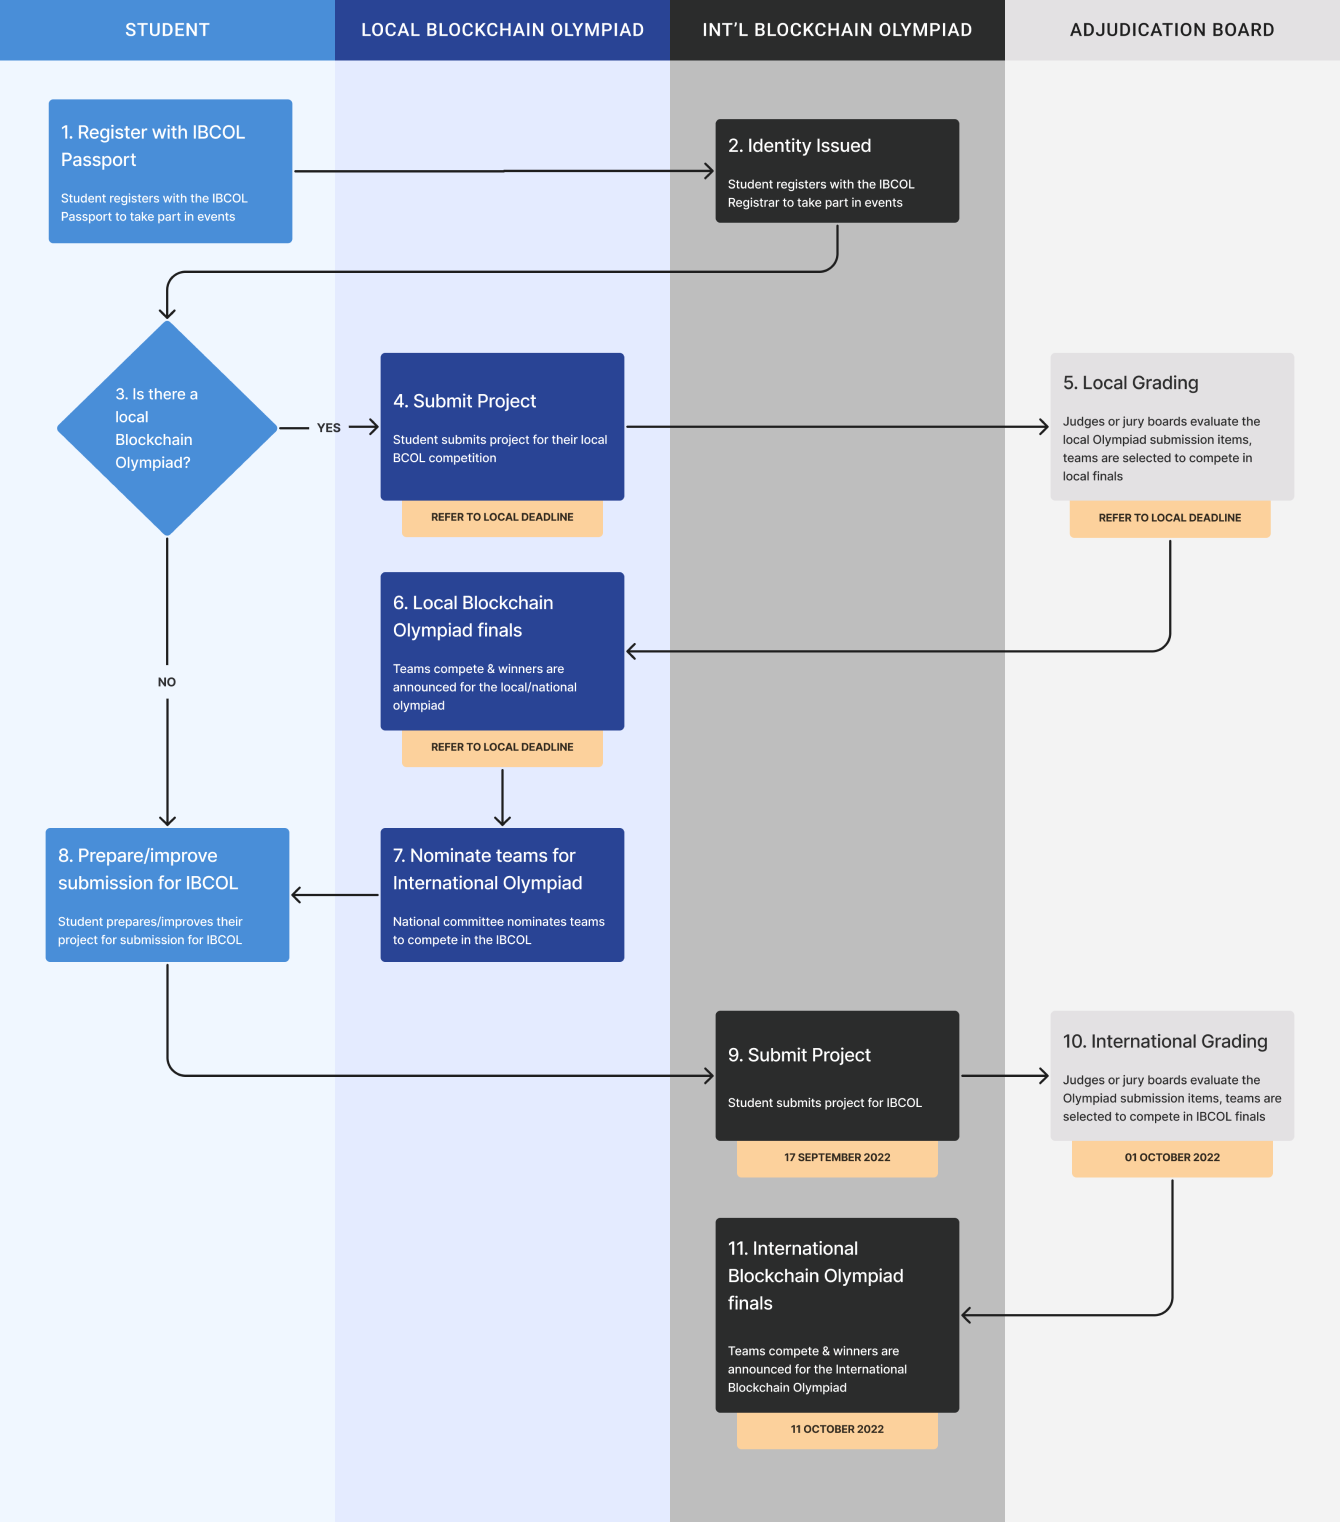 STUDENT
LOCAL BLOCKCHAIN OLYMPIAD
INT'L BLOCKCHAIN OLYMPIAD
ADJUDICATION BOARD
1. Register with IBCOL
Passport
Student registers with the IBCOL
Passport to take part in events
2. Identity Issued
Student registers with the IBCOL
Registrar to take part in events
3. Is there a
local
Blockchain
Olympiad?
YES
4. Submit Project
Student submits project for their local
BCOL competition
REFER TO LOCAL DEADLINE
5. Local Grading
Judges or jury boards evaluate the
local Olympiad submission items,
teams are selected to compete in
local finals
REFER TO LOCAL DEADLINE
6. Local Blockchain
Olympiad finals
Teams compete & winners are
announced for the local/national
olympiad
REFER TO LOCAL DEADLINE
NO
8. Prepare/improve
submission for IBCOL
Student prepares/improves their
project for submission for IBCOL
7. Nominate teams for
International Olympiad
National committee nominates teams
to compete in the IBCOL
9. Submit Project
Student submits project for IBCOL
17 SEPTEMBER 2022
10. International Grading
Judges or jury boards evaluate the
Olympiad submission items, teams are
selected to compete in IBCOL finals
01 OCTOBER 2022
11. International
Blockchain Olympiad
finals
Teams compete & winners are
announced for the International
Blockchain Olympiad
11 OCTOBER 2022